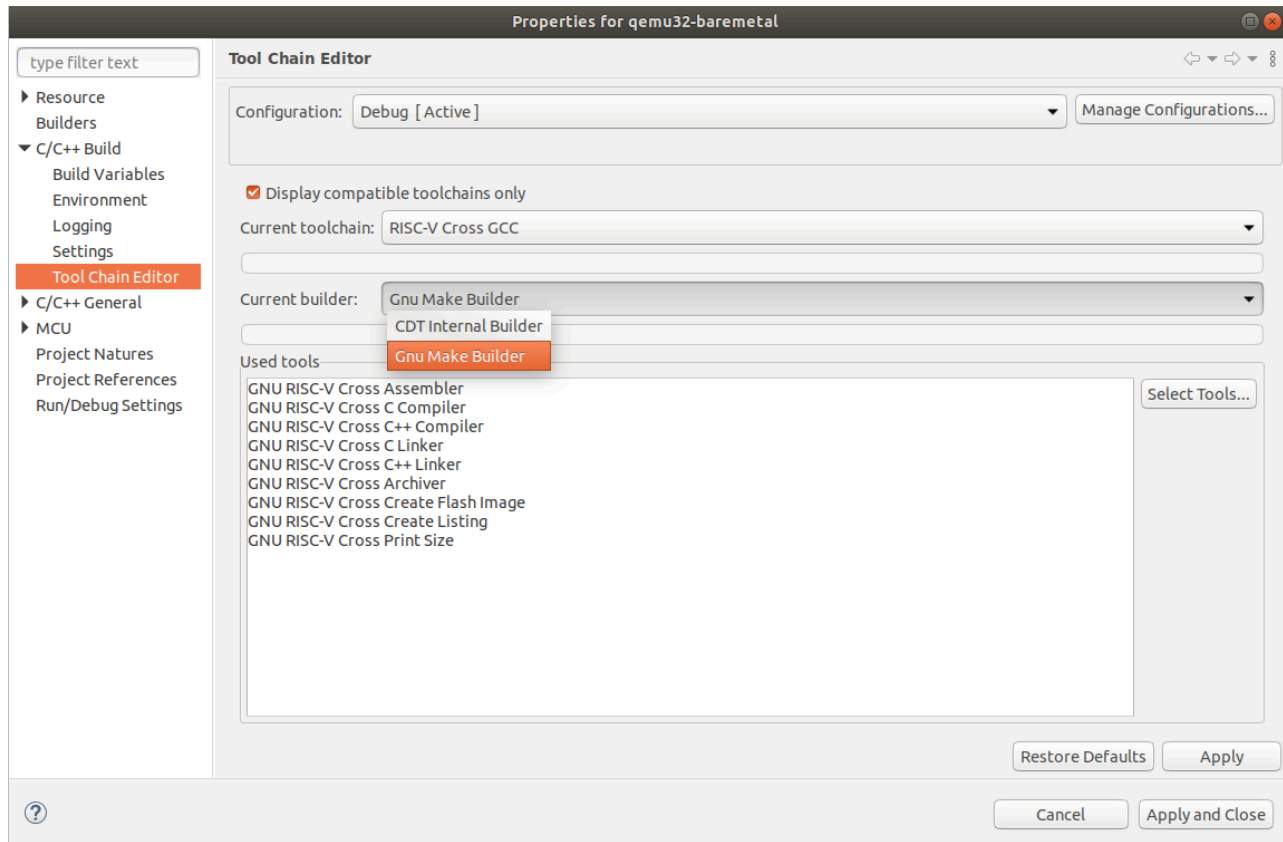 Properties for qemu32-baremetal
type filter text
Resource
Builders
C/C++ Build
Build Variables
Environment
Logging
Settings
Tool Chain Editor
C/C++ General
MCU
Project Natures
Project References
Run/Debug Settings
Tool Chain Editor
Configuration: Debug [ Active ] Manage Configurations...
Display compatible toolchains only
Current toolchain: RISC-V Cross GCC
Current builder: Gnu Make Builder
CDT Internal Builder
Gnu Make Builder
Used tools
GNU RISC-V Cross Assembler
GNU RISC-V Cross C Compiler
GNU RISC-V Cross C++ Compiler
GNU RISC-V Cross C Linker
GNU RISC-V Cross C++ Linker
GNU RISC-V Cross Archiver
GNU RISC-V Cross Create Flash Image
GNU RISC-V Cross Create Listing
GNU RISC-V Cross Print Size
Select Tools...
Restore Defaults Apply
? Cancel Apply and Close